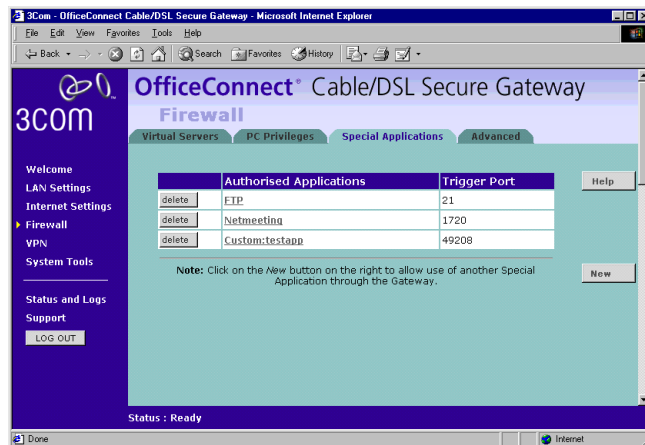 3Com - OfficeConnect Cable/DSL Secure Gateway - Microsoft Internet Explorer
File Edit View Favorites Tools Help
Back Search Favorites History
3COM
OfficeConnect® Cable/DSL Secure Gateway
Firewall
Virtual Servers PC Privileges Special Applications Advanced
Welcome
LAN Settings
Internet Settings
Firewall
VPN
System Tools
Status and Logs
Support
LOG OUT
Authorised Applications Trigger Port
delete FTP 21
delete Netmeeting 1720
delete Custom:testapp 49208
Help
Note: Click on the New button on the right to allow use of another Special
Application through the Gateway.
New
Status : Ready
Done Internet